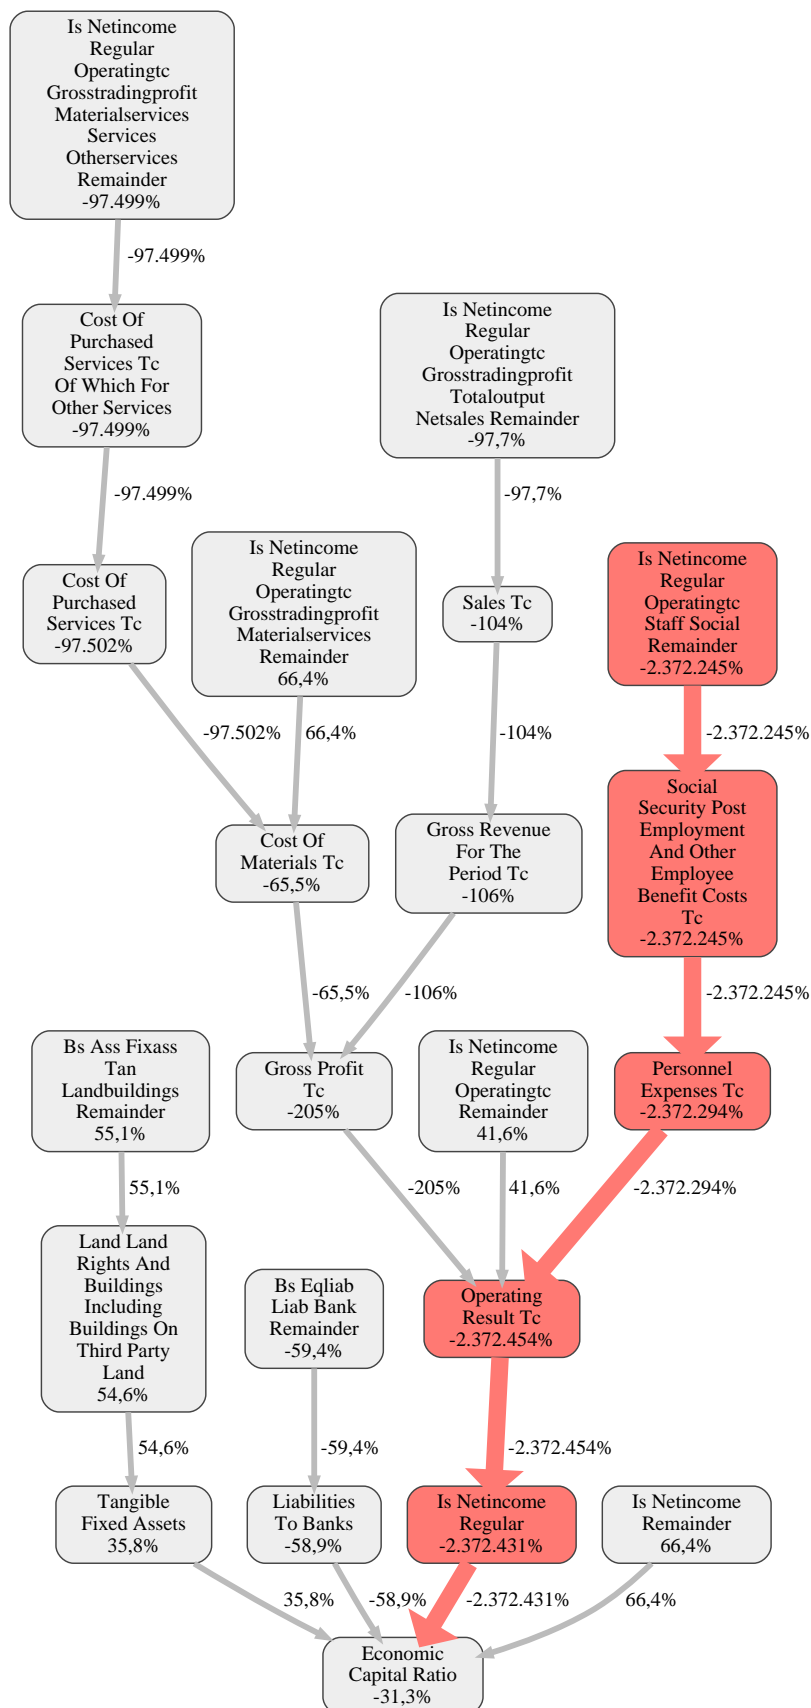 Is Netincome
Regular
Operatingtc
Grosstradingprofit
Materialservices
Services
Otherservices
Remainder
-97.499%
-97.499%
Cost Of
Purchased
Services Tc
Of Which For
Other Services
-97.499%
Is Netincome
Regular
Operatingtc
Grosstradingprofit
Totaloutput
Netsales Remainder
-97,7%
-97.499%
-97,7%
Cost Of
Purchased
Services Tc
-97.502%
Is Netincome
Regular
Operatingtc
Grosstradingprofit
Materialservices
Remainder
66,4%
Sales Tc
-104%
Is Netincome
Regular
Operatingtc
Staff Social
Remainder
-2.372.245%
-97.502%
66,4%
-104%
-2.372.245%
Cost Of
Materials Tc
-65,5%
Gross Revenue
For The
Period Tc
-106%
Social
Security Post
Employment
And Other
Employee
Benefit Costs
Tc
-2.372.245%
-65,5%
-106%
-2.372.245%
Bs Ass Fixass
Tan
Landbuildings
Remainder
55,1%
Gross Profit
Tc
-205%
Is Netincome
Regular
Operatingtc
Remainder
41,6%
Personnel
Expenses Tc
-2.372.294%
55,1%
-205%
41,6%
-2.372.294%
Land Land
Rights And
Buildings
Including
Buildings On
Third Party
Land
54,6%
Bs Eqliab
Liab Bank
Remainder
-59,4%
Operating
Result Tc
-2.372.454%
54,6%
-59,4%
-2.372.454%
Tangible
Fixed Assets
35,8%
Liabilities
To Banks
-58,9%
Is Netincome
Regular
-2.372.431%
Is Netincome
Remainder
66,4%
35,8%
-58,9%
-2.372.431%
66,4%
Economic
Capital Ratio
-31,3%